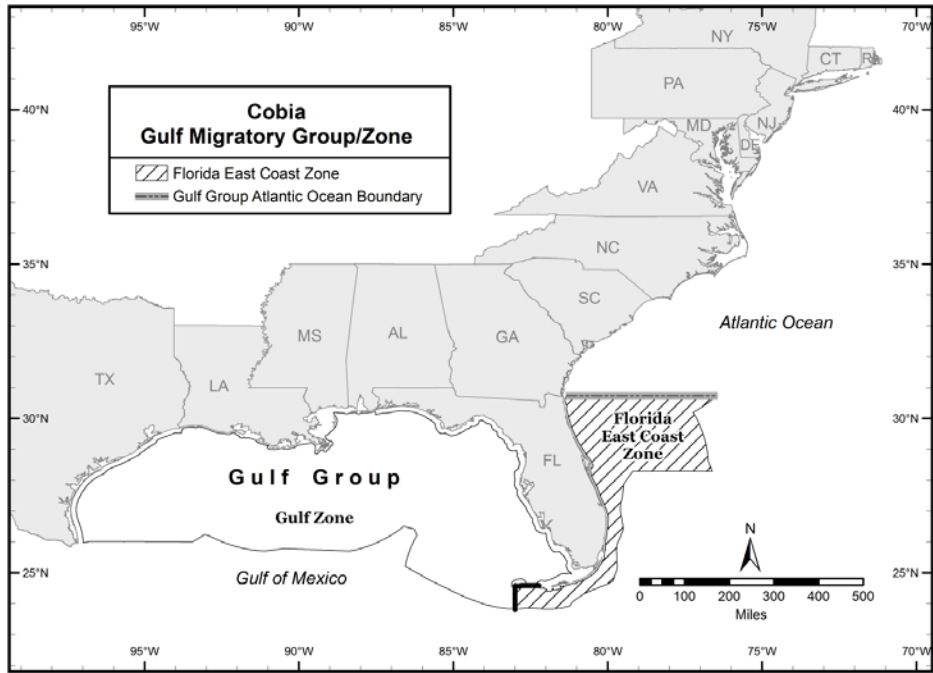 95°W 90°W 85°W 80°W 75°W 70°W
NY
CT
RI
PA
40°N
40°N
Cobia
Gulf Migratory Group/Zone
Florida East Coast Zone
Gulf Group Atlantic Ocean Boundary
NJ
MD
DE
VA
35°N
35°N
NC
SC
Atlantic Ocean
MS
AL
GA
TX
LA
30°N
30°N
Florida
East Coast
Zone
FL
Gulf Group
Gulf Zone
N
25°N
25°N
Gulf of Mexico
0 100 200 300 400 500
Miles
95°W 90°W 85°W 80°W 75°W 70°W